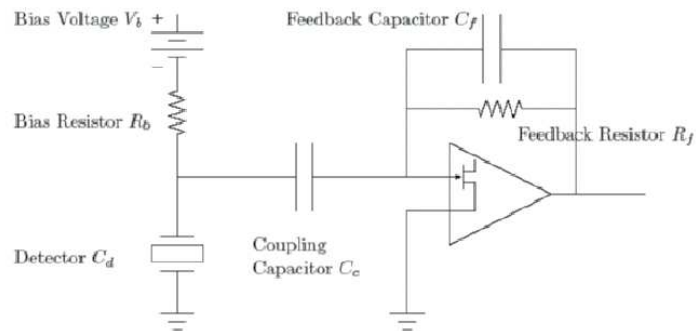 Bias Voltage V_b +
−
Feedback Capacitor C_f
Bias Resistor R_b
Feedback Resistor R_f
Detector C_d
Coupling
Capacitor C_c